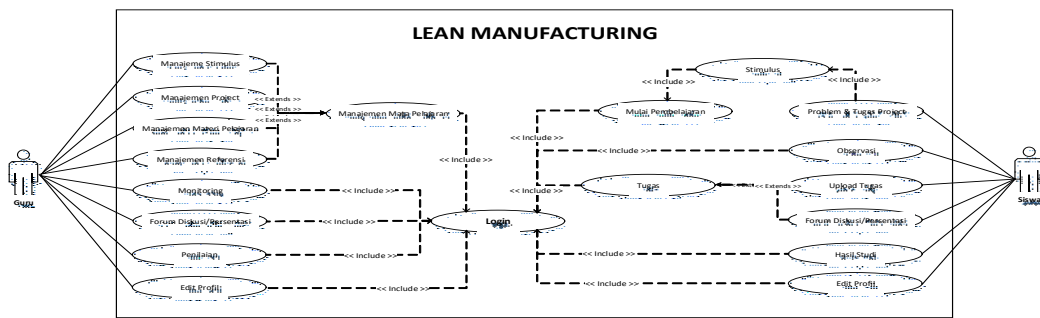 LEAN MANUFACTURING
Manajeme Stimulus
Manajemen Project
Manajemen Materi Pelajaran
Manajemen Referensi
Monitoring
Forum Diskusi/Persentasi
Penilaian
Edit Profil
Guru
<< Extends >>
<< Extends >>
<< Extends >>
Manajemen Mata Pelajaran
<< Include >>
<< Include >>
<< Include >>
<< Include >>
<< Include >>
Login
Stimulus
<< Include >>
<< Include >>
Mulai Pembelajaran
Problem & Tugas Project
<< Include >>
Observasi
<< Include >>
Tugas
<< Include >>
<< Extends >>
Upload Tugas
Forum Diskusi/Persentasi
Hasil Studi
<< Include >>
Edit Profil
<< Include >>
Siswa